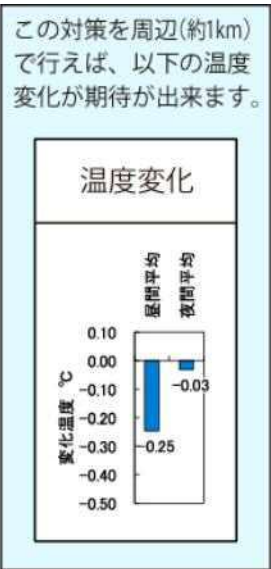 この対策を周辺(約1km)
で行えば、以下の温度
変化が期待が出来ます。
温度変化
昼間平均
夜間平均
変化温度 ℃
0.10
0.00
-0.10
-0.20
-0.30
-0.40
-0.50
-0.03
-0.25